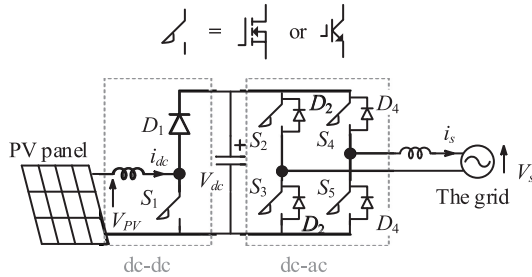 = or
D1 D2 D4
PV panel idc S2 S4 is
S1 Vdc S3 S5 Vs
VPV The grid
D2 D4
dc-dc dc-ac